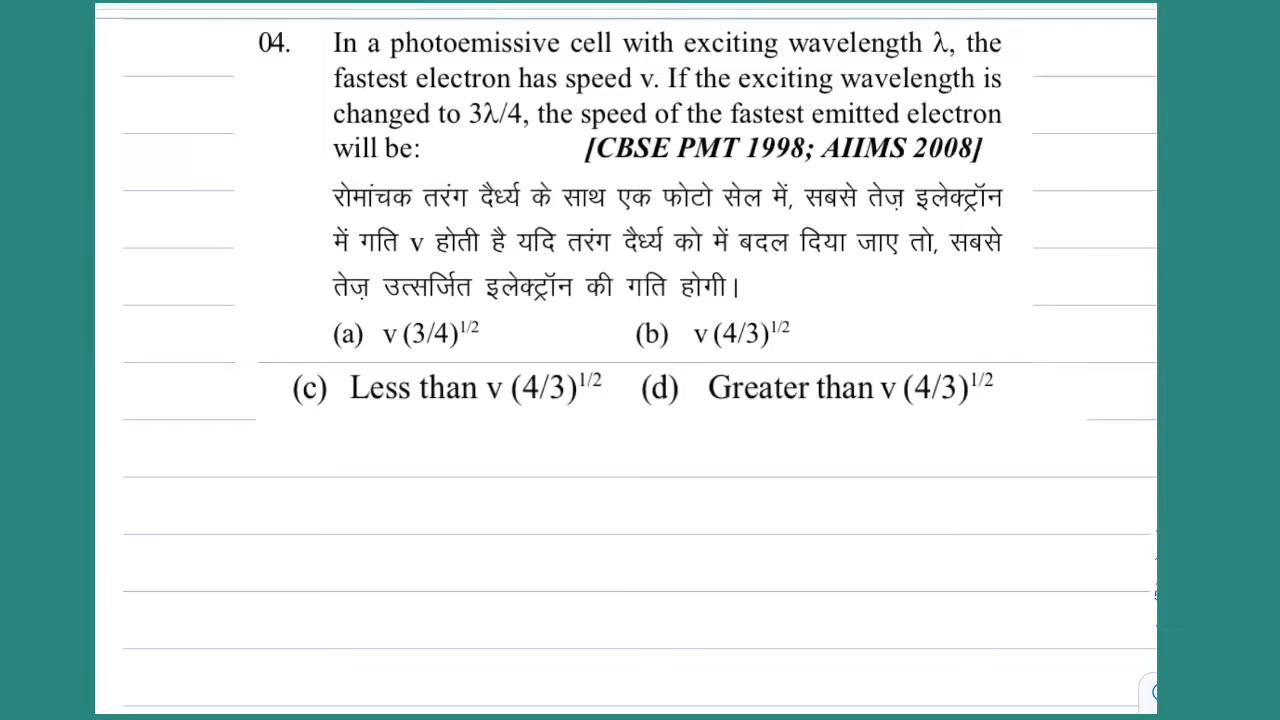 04. In a photoemissive cell with exciting wavelength λ, the
fastest electron has speed v. If the exciting wavelength is
changed to 3λ/4, the speed of the fastest emitted electron
will be: [CBSE PMT 1998; AIIMS 2008]
रोमांचक तरंग दैर्ध्य के साथ एक फोटो सेल में, सबसे तेज़ इलेक्ट्रॉन
में गति v होती है यदि तरंग दैर्ध्य को में बदल दिया जाए तो, सबसे
तेज़ उत्सर्जित इलेक्ट्रॉन की गति होगी।
(a) v (3/4)^1/2 (b) v (4/3)^1/2
(c) Less than v (4/3)^1/2 (d) Greater than v (4/3)^1/2